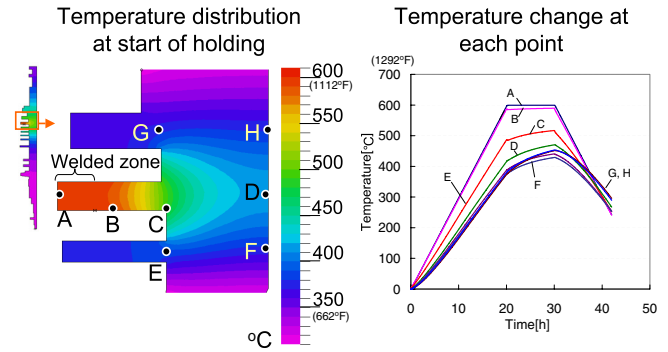 Temperature distribution
at start of holding
Welded zone
A
B
C
D
E
F
G
H
600
(1112°F)
550
500
450
400
350
(662°F)
°C
Temperature change at
each point
(1292°F)
700
600
500
400
300
200
100
0
Temperature[℃]
0
10
20
30
40
50
Time[h]
A
B
C
D
E
F
G, H